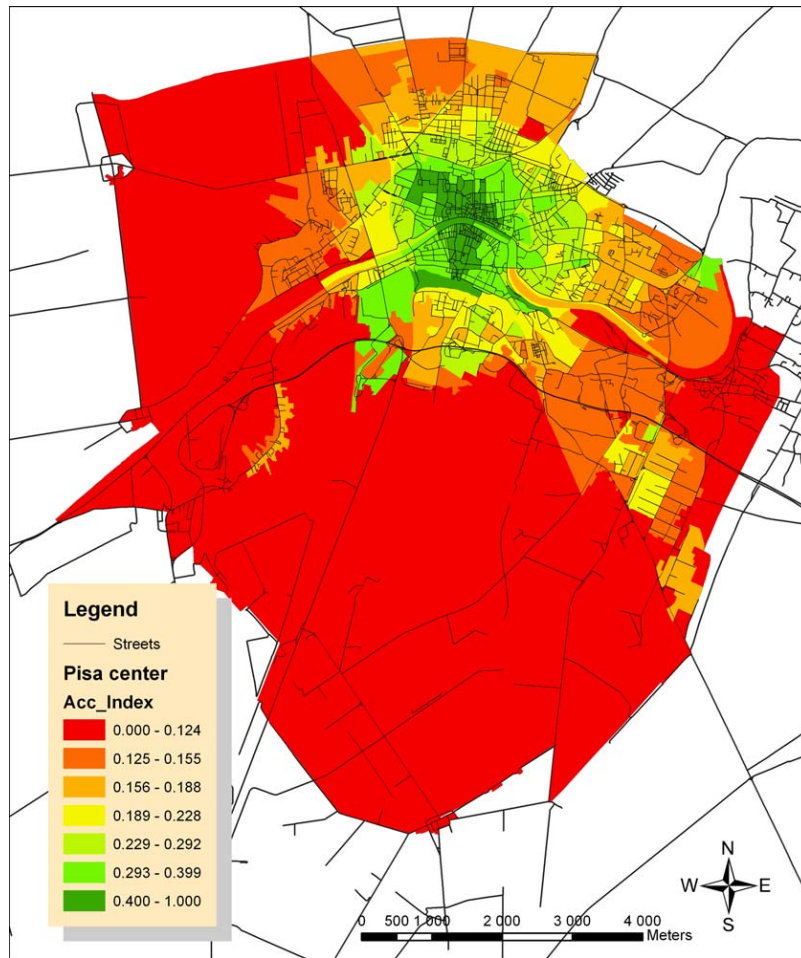 Legend
Streets
Pisa center
Acc_Index
0.000 - 0.124
0.125 - 0.155
0.156 - 0.188
0.189 - 0.228
0.229 - 0.292
0.293 - 0.399
0.400 - 1.000
N
W E
S
0 500 1 000 2 000 3 000 4 000
Meters